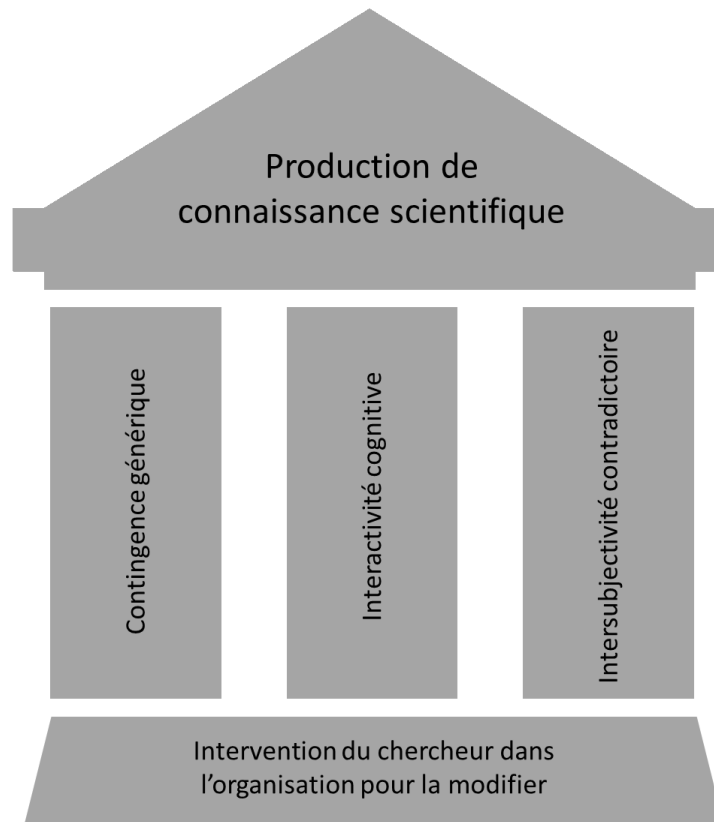 Production de
connaissance scientifique
Contingence générique
Interactivité cognitive
Intersubjectivité contradictoire
Intervention du chercheur dans
l’organisation pour la modifier